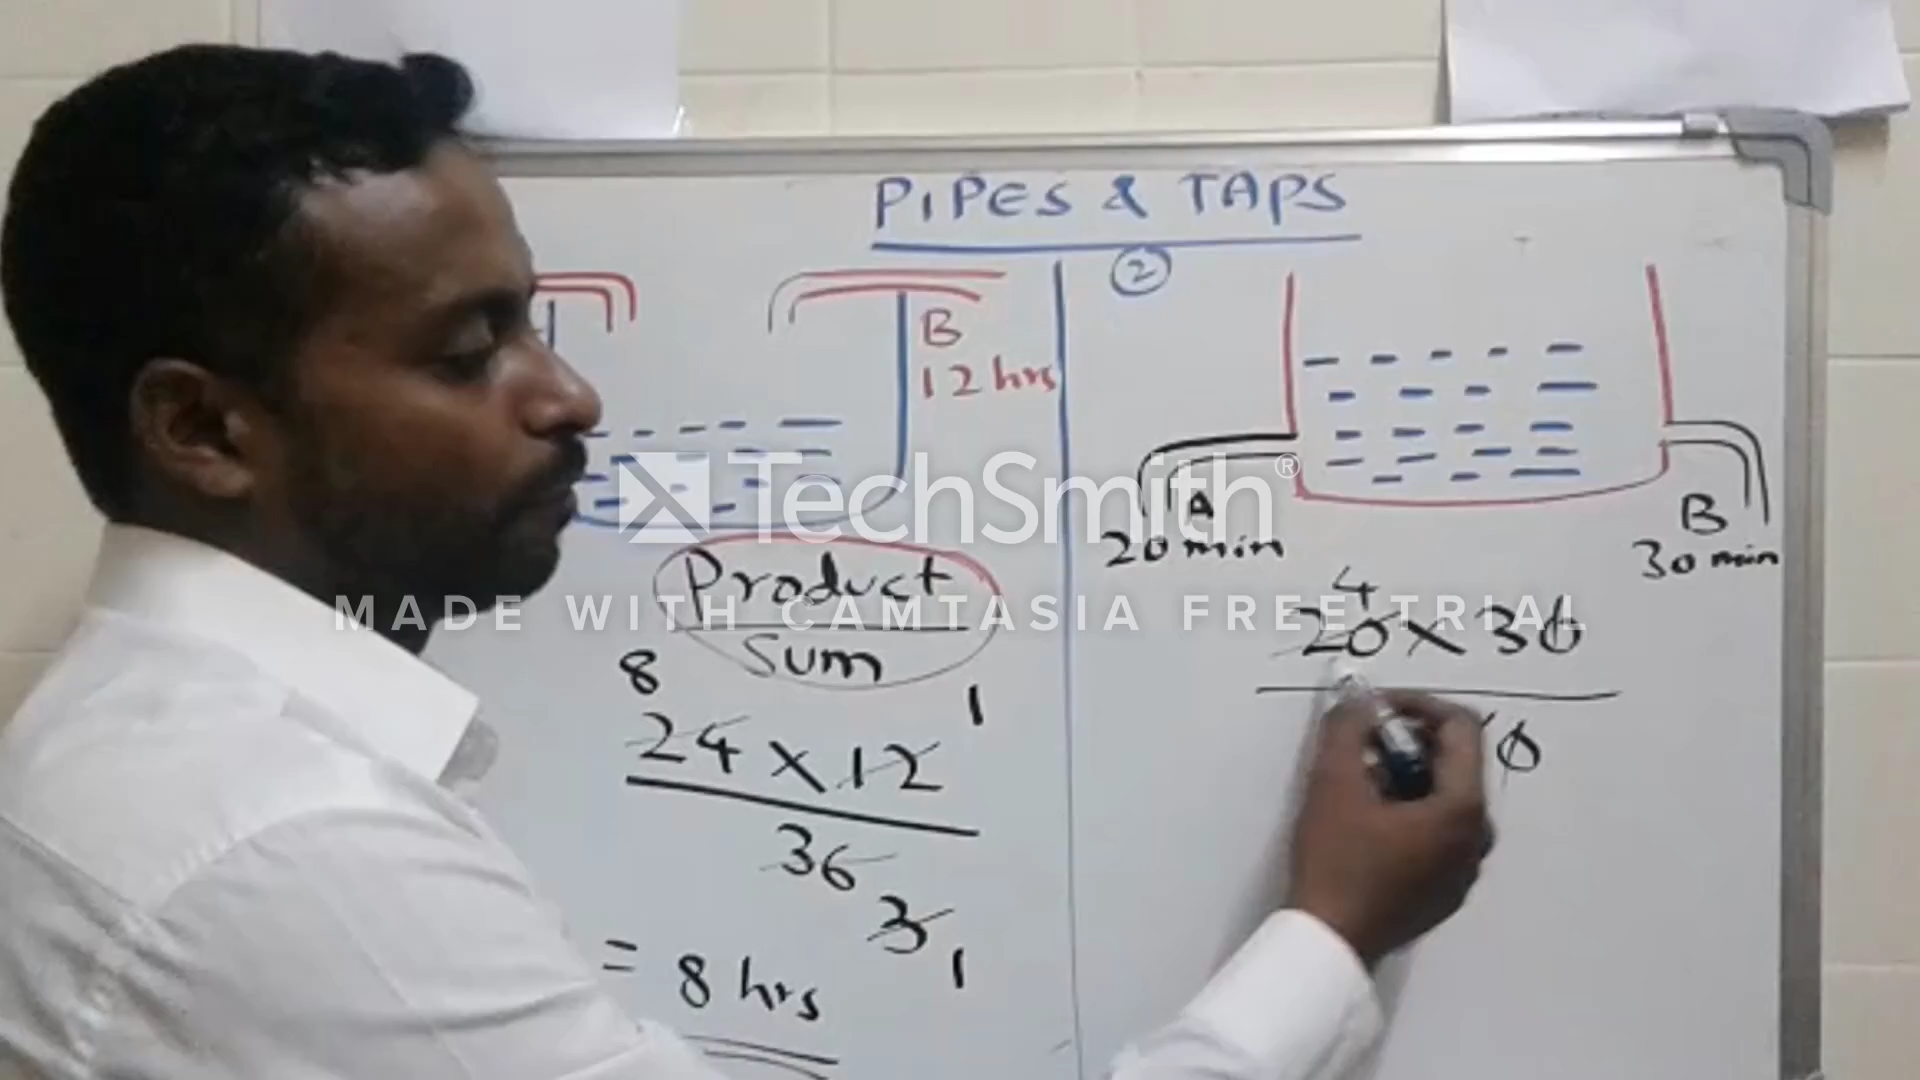 PIPES & TAPS
2
B
12 hrs
A
20 min
B
30 min
Product
Sum
8
1
24 x 12
36
3
1
= 8 hrs
4
20 x 30
0
TechSmith®
MADE WITH CAMTASIA FREE TRIAL